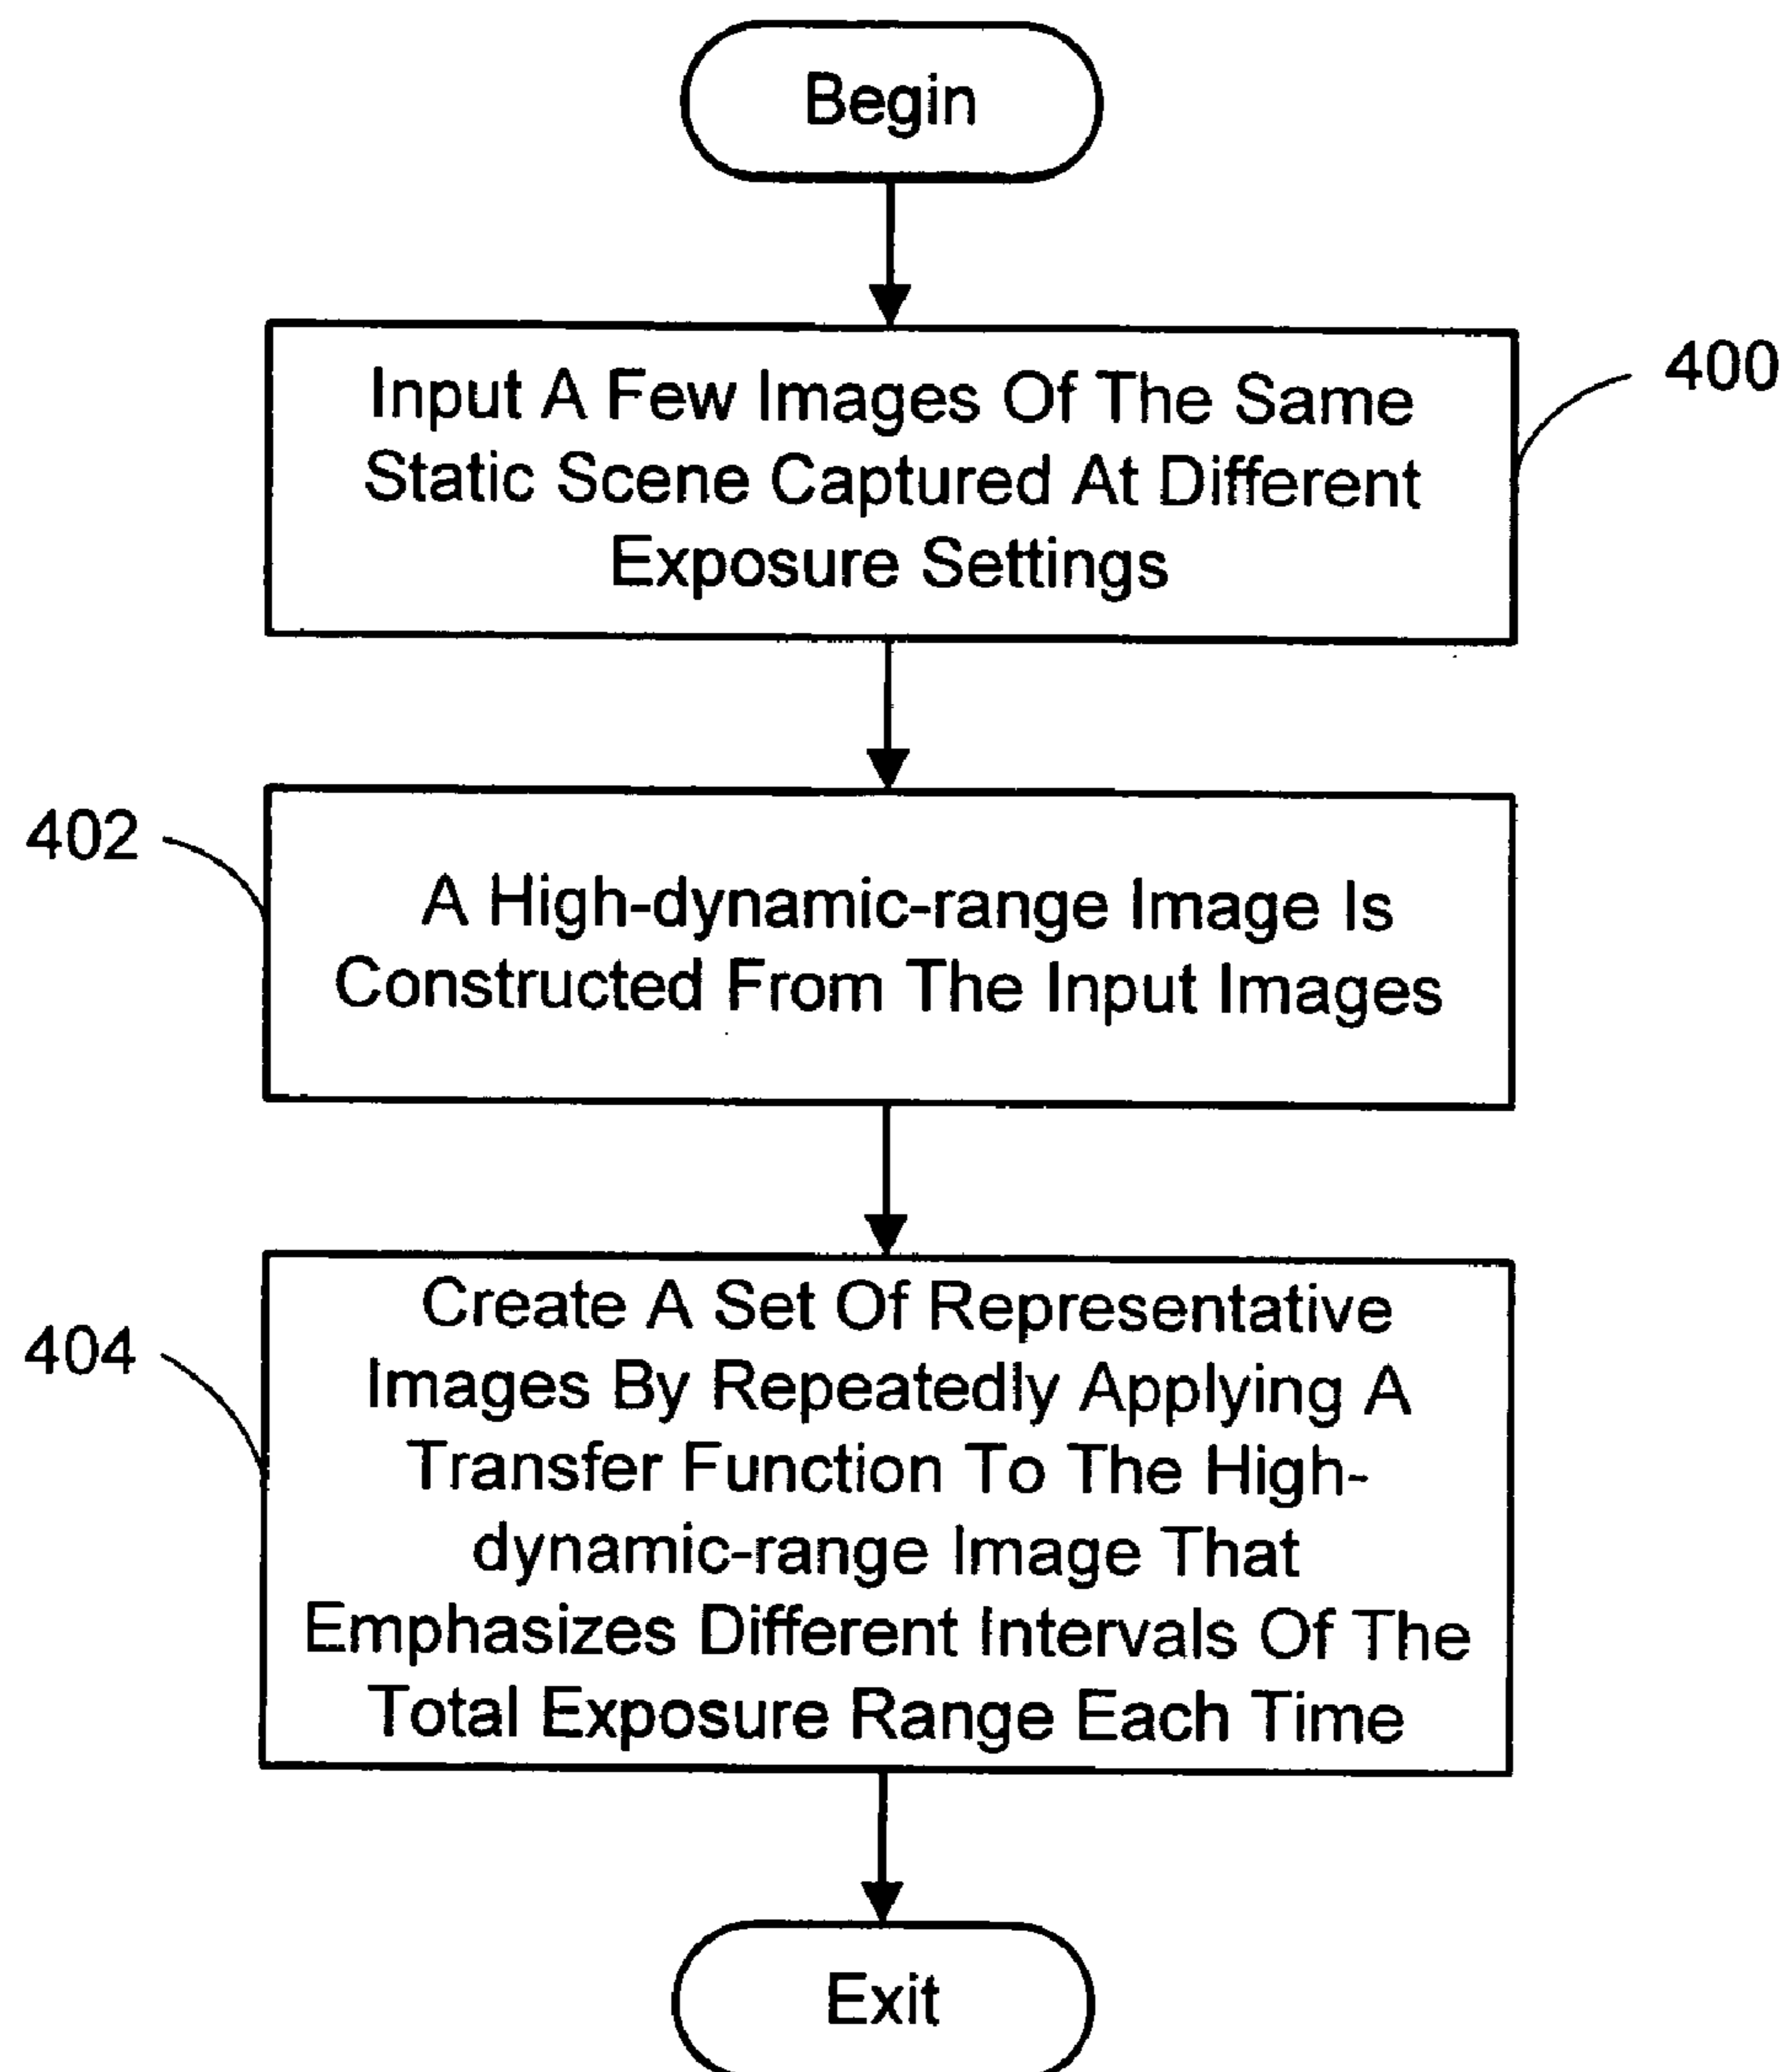 Begin
Input A Few Images Of The Same
Static Scene Captured At Different
Exposure Settings
400
402
A High-dynamic-range Image Is
Constructed From The Input Images
404
Create A Set Of Representative
Images By Repeatedly Applying A
Transfer Function To The High-
dynamic-range Image That
Emphasizes Different Intervals Of The
Total Exposure Range Each Time
Exit